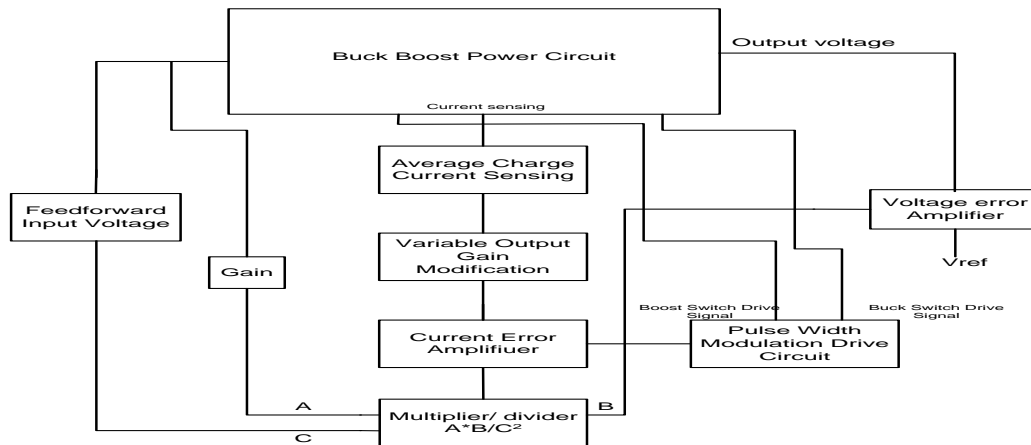 Buck Boost Power Circuit
Output voltage
Current sensing
Average Charge
Current Sensing
Feedforward
Input Voltage
Voltage error
Amplifier
Variable Output
Gain
Modification
Gain
Vref
Boost Switch Drive
Signal
Buck Switch Drive
Signal
Current Error
Amplifiuer
Pulse Width
Modulation Drive
Circuit
A
B
Multiplier/ divider
A*B/C²
C